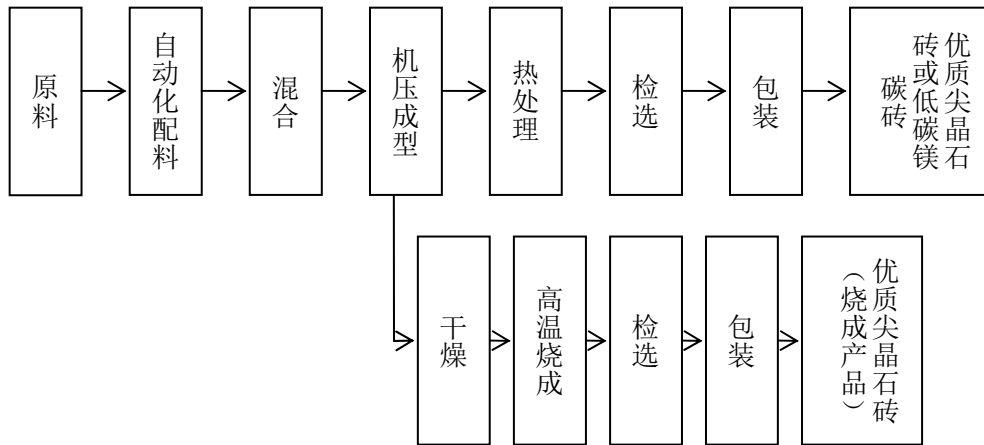 原料
自动化配料
混合
机压成型
热处理
检选
包装
优质尖晶石
砖或低碳镁
碳砖
干燥
高温烧成
检选
包装
优质尖晶石砖
（烧成产品）